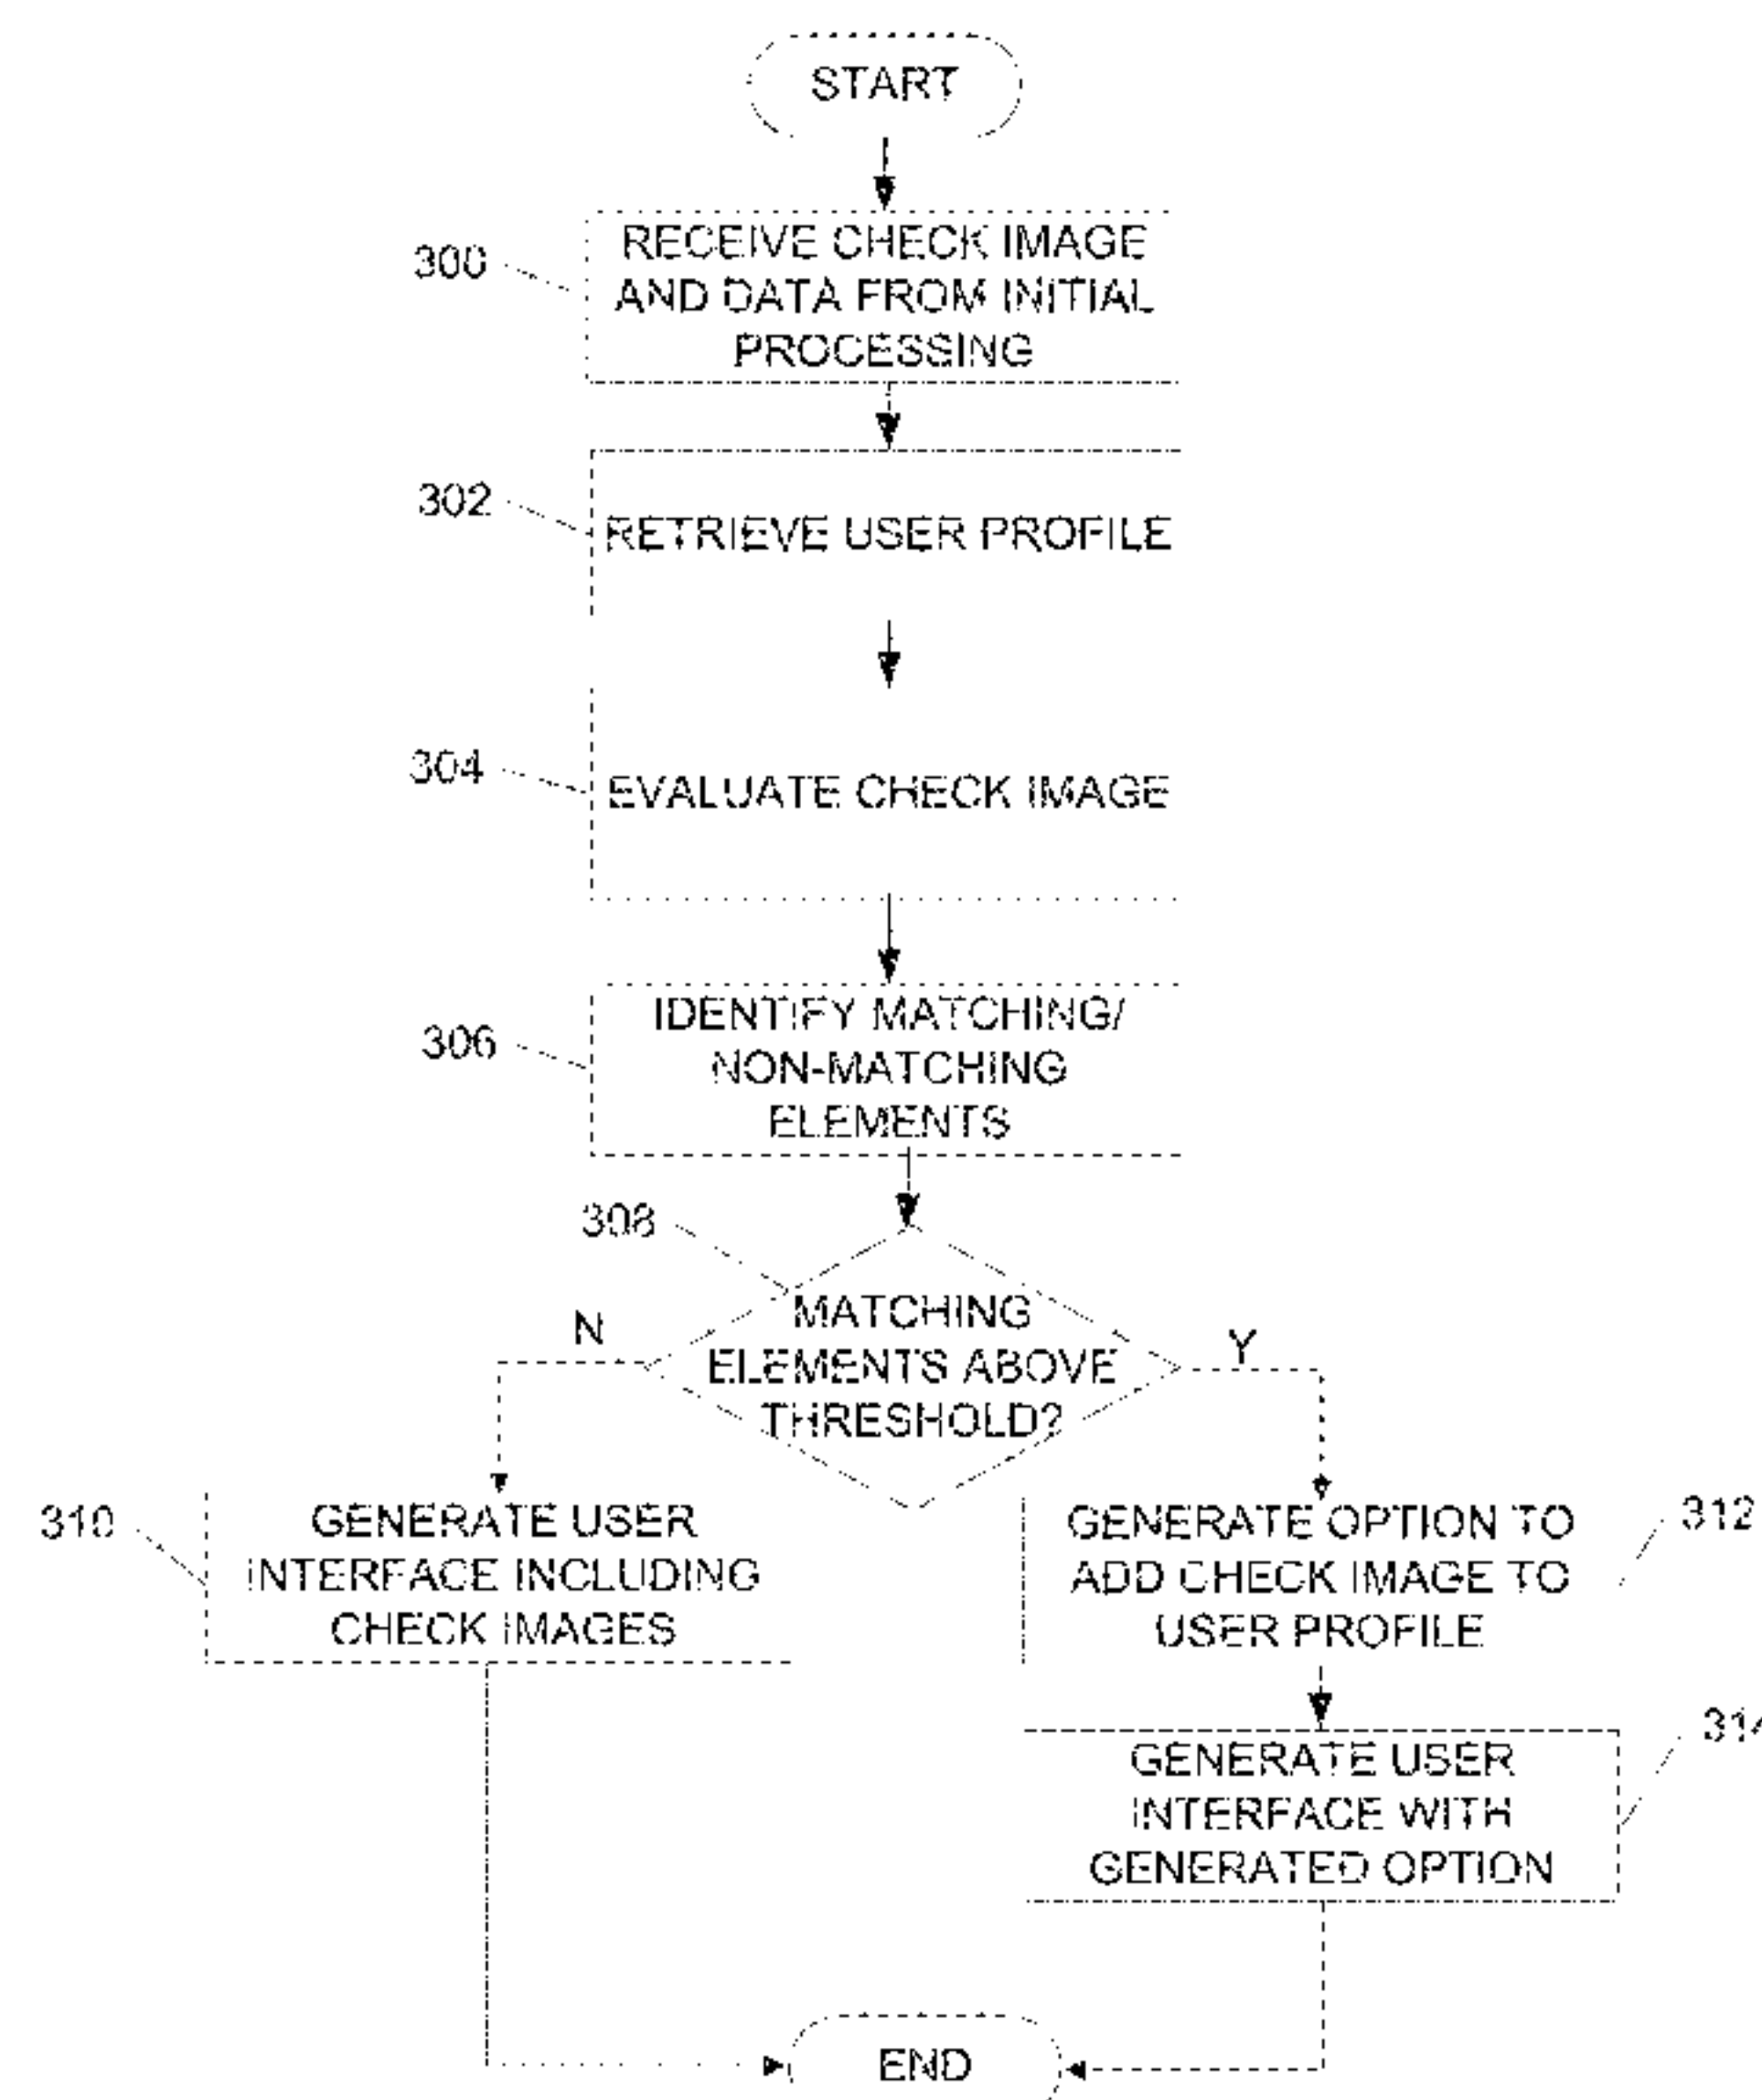 START
300
RECEIVE CHECK IMAGE
AND DATA FROM INITIAL
PROCESSING
302
RETRIEVE USER PROFILE
304
EVALUATE CHECK IMAGE
306
IDENTIFY MATCHING/
NON-MATCHING
ELEMENTS
308
MATCHING
ELEMENTS ABOVE
THRESHOLD?
N
Y
310
GENERATE USER
INTERFACE INCLUDING
CHECK IMAGES
312
GENERATE OPTION TO
ADD CHECK IMAGE TO
USER PROFILE
314
GENERATE USER
INTERFACE WITH
GENERATED OPTION
END